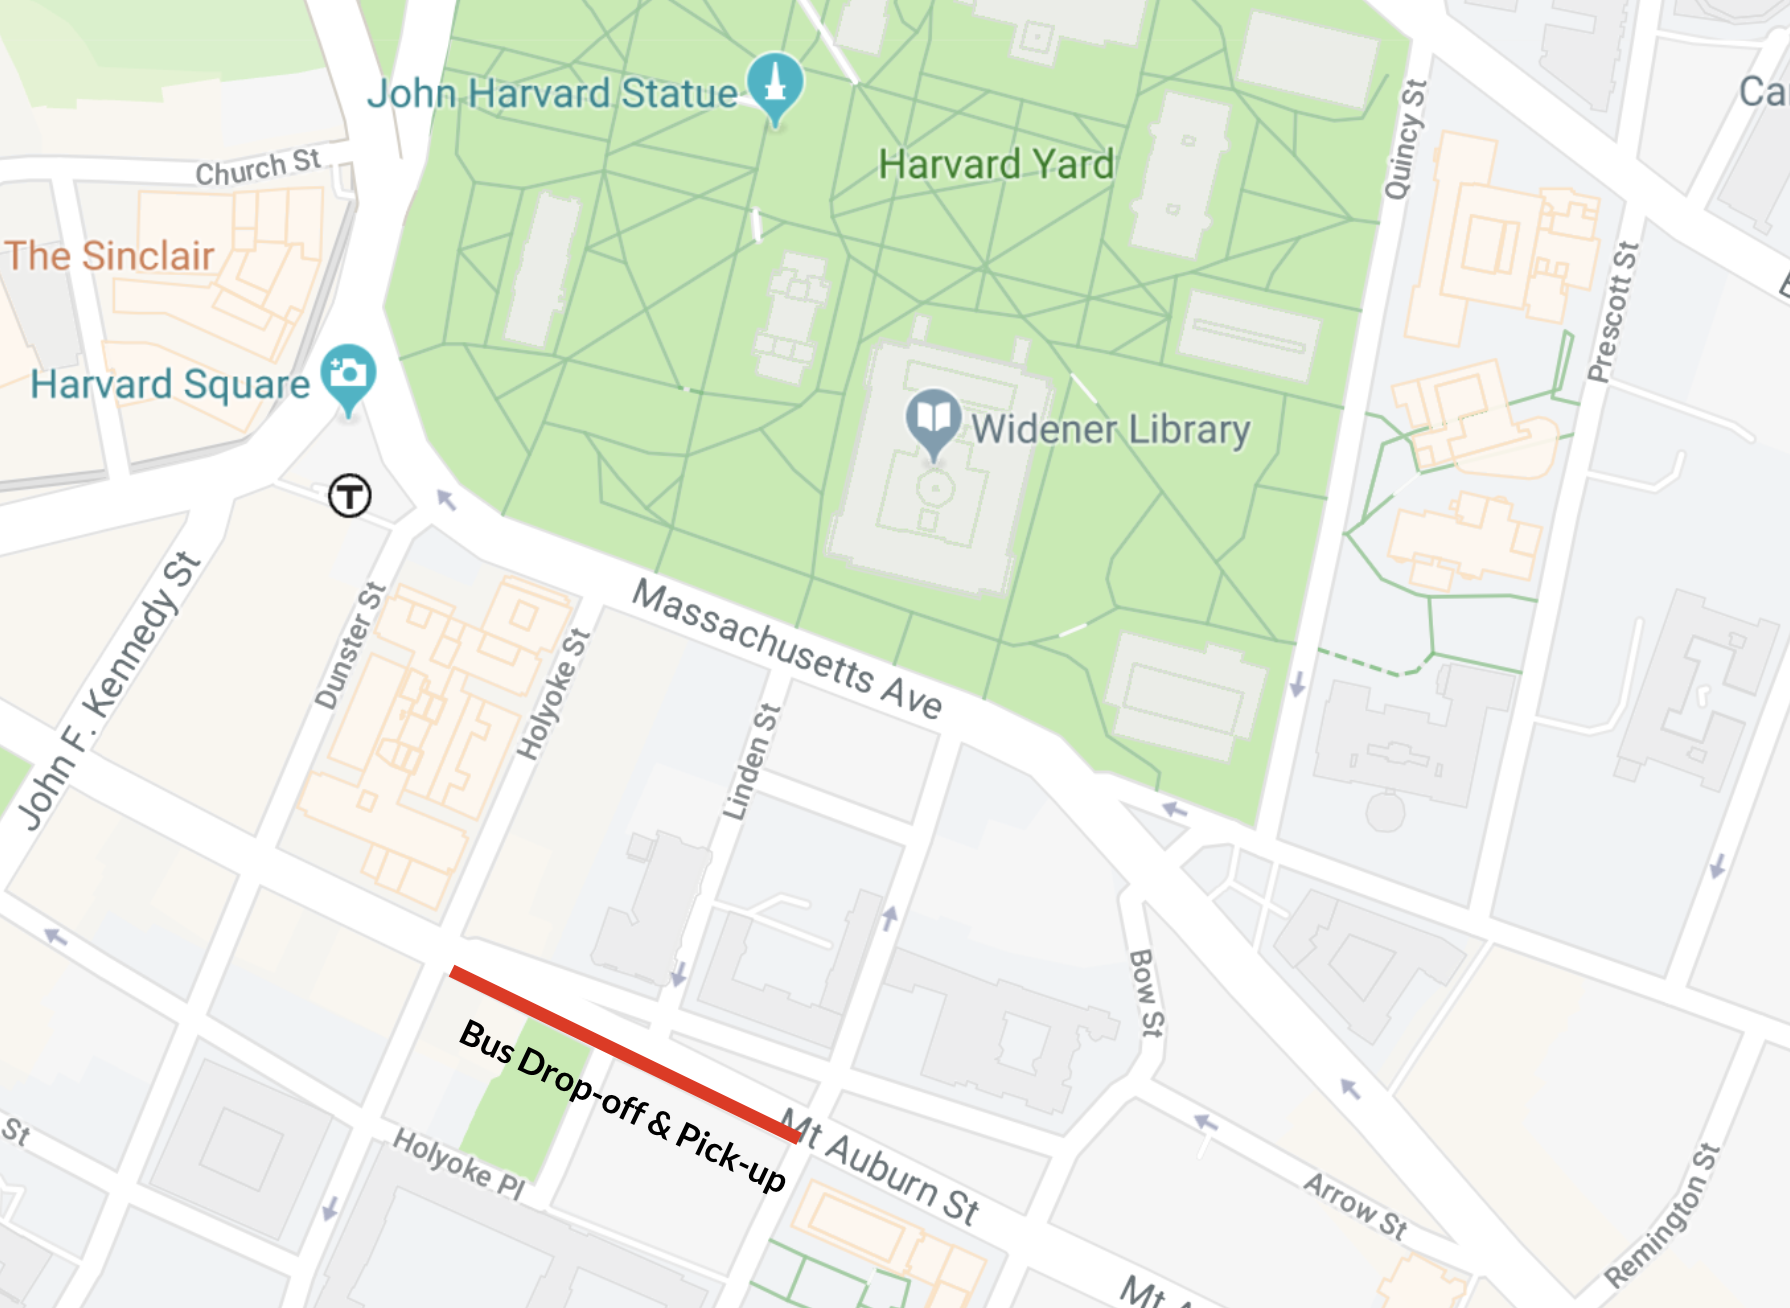 John Harvard Statue
Harvard Yard
Church St
Quincy St
The Sinclair
Prescott St
Harvard Square
Widener Library
T
John F. Kennedy St
Dunster St
Holyoke St
Massachusetts Ave
Linden St
Bow St
Bus Drop-off & Pick-up
Mt Auburn St
St
Holyoke Pl
Arrow St
Remington St